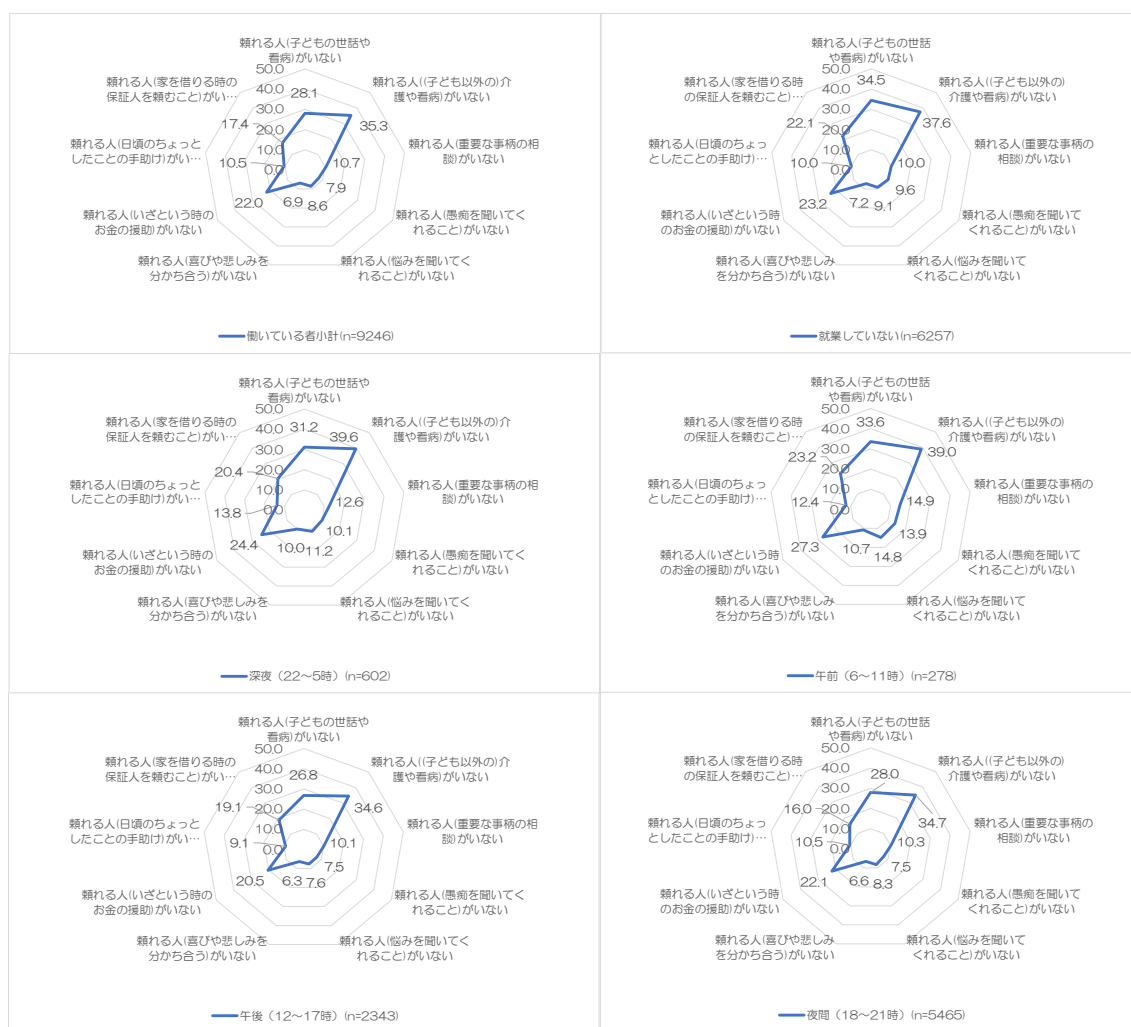 頼れる人(子どもの世話や
看病)がいない
頼れる人((子ども以外の)介
護や看病)がいない
頼れる人(重要な事柄の相
談)がいない
頼れる人(愚痴を聞いてく
れること)がいない
頼れる人(悩みを聞いてく
れること)がいない
頼れる人(喜びや悲しみを
分かち合う)がいない
頼れる人(いざという時の
お金の援助)がいない
頼れる人(日頃のちょっと
したことの手助け)がい…
頼れる人(家を借りる時の
保証人を頼むこと)がい…
50.0
40.0
30.0
20.0
10.0
0.0
28.1
35.3
10.7
7.9
8.6
6.9
22.0
10.5
17.4
働いている者小計(n=9246)
頼れる人(子どもの世話
や看病)がいない
頼れる人((子ども以外の)
介護や看病)がいない
頼れる人(重要な事柄の
相談)がいない
頼れる人(愚痴を聞いて
くれること)がいない
頼れる人(悩みを聞いて
くれること)がいない
頼れる人(喜びや悲しみ
を分かち合う)がいない
頼れる人(いざという時
のお金の援助)がいない
頼れる人(日頃のちょっ
としたことの手助け)…
頼れる人(家を借りる時
の保証人を頼むこと)…
50.0
40.0
30.0
20.0
10.0
0.0
34.5
37.6
10.0
9.6
9.1
7.2
23.2
10.0
22.1
就業していない(n=6257)
頼れる人(子どもの世話や
看病)がいない
頼れる人((子ども以外の)介
護や看病)がいない
頼れる人(重要な事柄の相
談)がいない
頼れる人(愚痴を聞いてく
れること)がいない
頼れる人(悩みを聞いてく
れること)がいない
頼れる人(喜びや悲しみを
分かち合う)がいない
頼れる人(いざという時の
お金の援助)がいない
頼れる人(日頃のちょっと
したことの手助け)がい…
頼れる人(家を借りる時の
保証人を頼むこと)がい…
50.0
40.0
30.0
20.0
10.0
0.0
31.2
39.6
12.6
10.1
11.2
10.0
24.4
13.8
20.4
深夜（22～5時）(n=602)
頼れる人(子どもの世話
や看病)がいない
頼れる人((子ども以外の)
介護や看病)がいない
頼れる人(重要な事柄の
相談)がいない
頼れる人(愚痴を聞いて
くれること)がいない
頼れる人(悩みを聞いて
くれること)がいない
頼れる人(喜びや悲しみ
を分かち合う)がいない
頼れる人(いざという時
のお金の援助)がいない
頼れる人(日頃のちょっ
としたことの手助け)…
頼れる人(家を借りる時
の保証人を頼むこと)…
50.0
40.0
30.0
20.0
10.0
0.0
33.6
39.0
14.9
13.9
14.8
10.7
27.3
12.4
23.2
午前（6～11時）(n=278)
頼れる人(子どもの世話や
看病)がいない
頼れる人((子ども以外の)介
護や看病)がいない
頼れる人(重要な事柄の相
談)がいない
頼れる人(愚痴を聞いてく
れること)がいない
頼れる人(悩みを聞いてく
れること)がいない
頼れる人(喜びや悲しみを
分かち合う)がいない
頼れる人(いざという時の
お金の援助)がいない
頼れる人(日頃のちょっと
したことの手助け)がい…
頼れる人(家を借りる時の
保証人を頼むこと)がい…
50.0
40.0
30.0
20.0
10.0
0.0
26.8
34.6
10.1
7.5
7.6
6.3
20.5
9.1
19.1
午後（12～17時）(n=2343)
頼れる人(子どもの世話
や看病)がいない
頼れる人((子ども以外の)
介護や看病)がいない
頼れる人(重要な事柄の
相談)がいない
頼れる人(愚痴を聞いて
くれること)がいない
頼れる人(悩みを聞いて
くれること)がいない
頼れる人(喜びや悲しみ
を分かち合う)がいない
頼れる人(いざという時
のお金の援助)がいない
頼れる人(日頃のちょっ
としたことの手助け)…
頼れる人(家を借りる時
の保証人を頼むこと)…
50.0
40.0
30.0
20.0
10.0
0.0
28.0
34.7
10.3
7.5
8.3
6.6
22.1
10.5
16.0
夜間（18～21時）(n=5465)